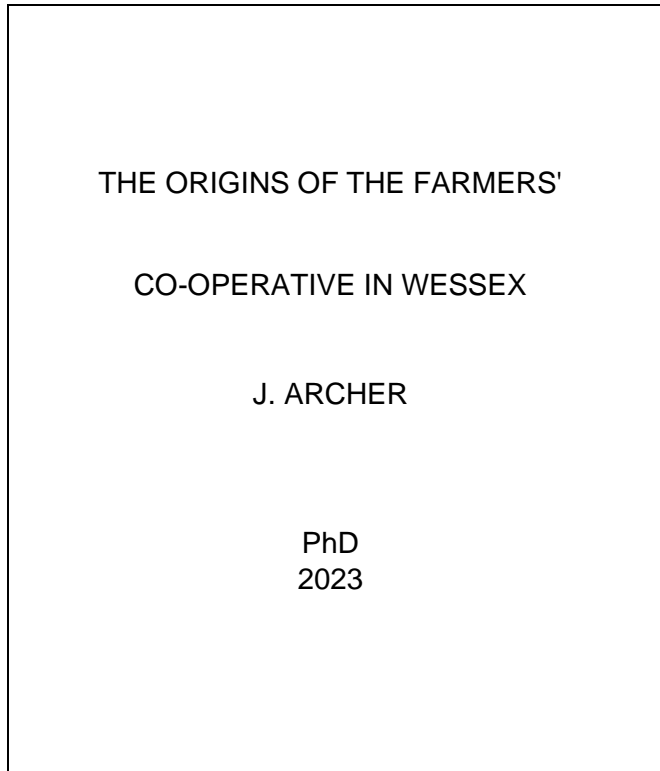 THE ORIGINS OF THE FARMERS'
CO-OPERATIVE IN WESSEX
J. ARCHER
PhD
2023